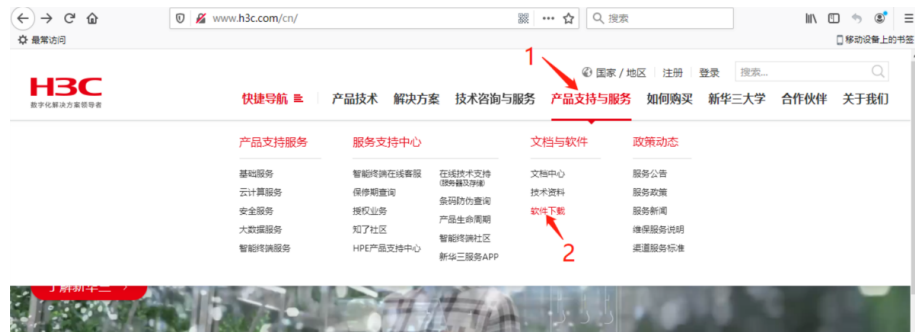 www.h3c.com/cn/
搜索
最常访问
移动设备上的书签
1
国家 / 地区 注册 登录 搜索...
H3C
数字化解决方案领导者
快捷导航 产品技术 解决方案 技术咨询与服务 产品支持与服务 如何购买 新华三大学 合作伙伴 关于我们
产品支持服务 服务支持中心 文档与软件 政策动态
基础服务 智能终端在线客服 在线技术支持 文档中心 服务公告
(服务器及存储)
云计算服务 保修期查询 条码防伪查询 技术资料 服务政策
安全服务 授权业务 产品生命周期 软件下载 服务新闻
大数据服务 知了社区 智能终端社区 维保服务说明
智能终端服务 HPE产品支持中心 新华三服务APP 渠道服务标准
2
了解新华三